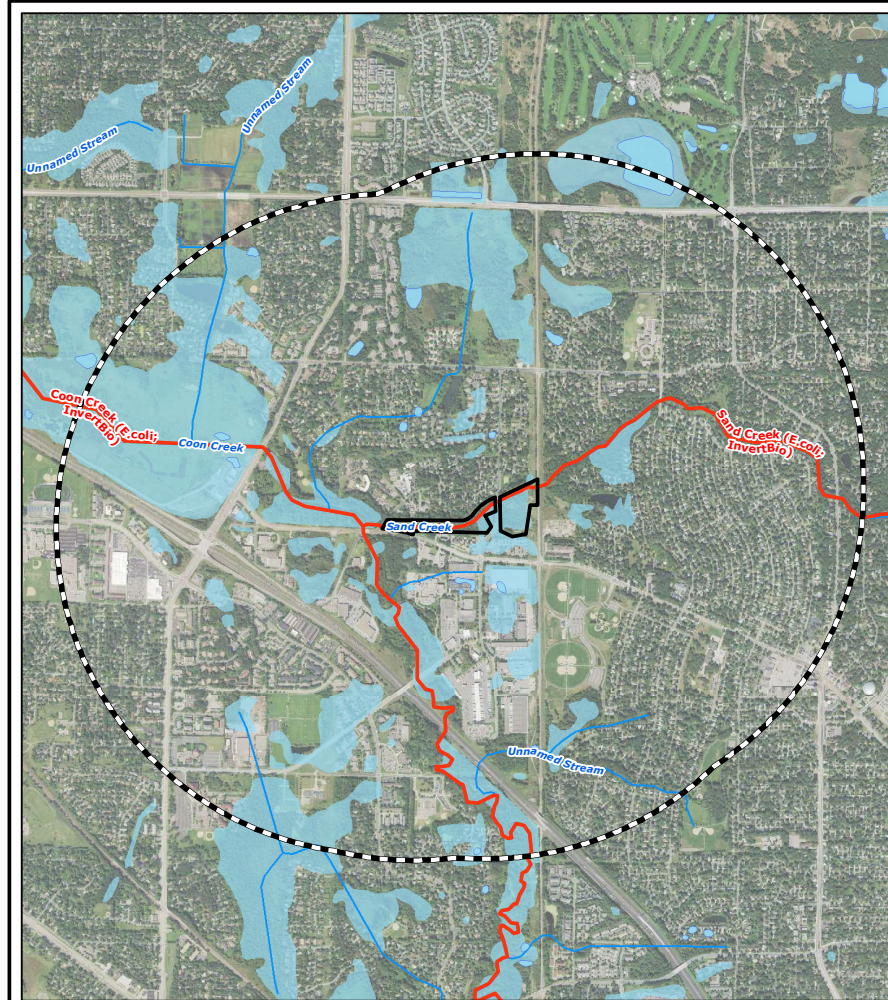 Unnamed Stream
Unnamed Stream
Coon Creek (E.coli;
InvertBio)
Coon Creek
Sand Creek (E.coli;
InvertBio)
Sand Creek
Unnamed Stream